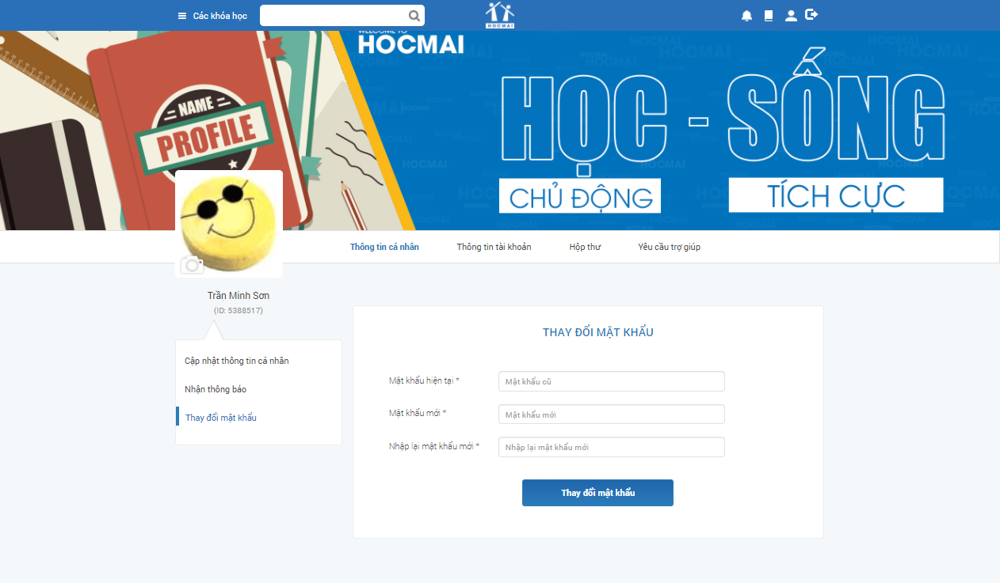 Các khóa học
HOCMAI
WELCOME TO
HOCMAI
HỌC - SỐNG
CHỦ ĐỘNG
TÍCH CỰC
NAME
PROFILE
Thông tin cá nhân
Thông tin tài khoản
Hộp thư
Yêu cầu trợ giúp
Trần Minh Sơn
(ID: 5388517)
Cập nhật thông tin cá nhân
Nhận thông báo
Thay đổi mật khẩu
THAY ĐỔI MẬT KHẨU
Mật khẩu hiện tại *
Mật khẩu cũ
Mật khẩu mới *
Mật khẩu mới
Nhập lại mật khẩu mới *
Nhập lại mật khẩu mới
Thay đổi mật khẩu